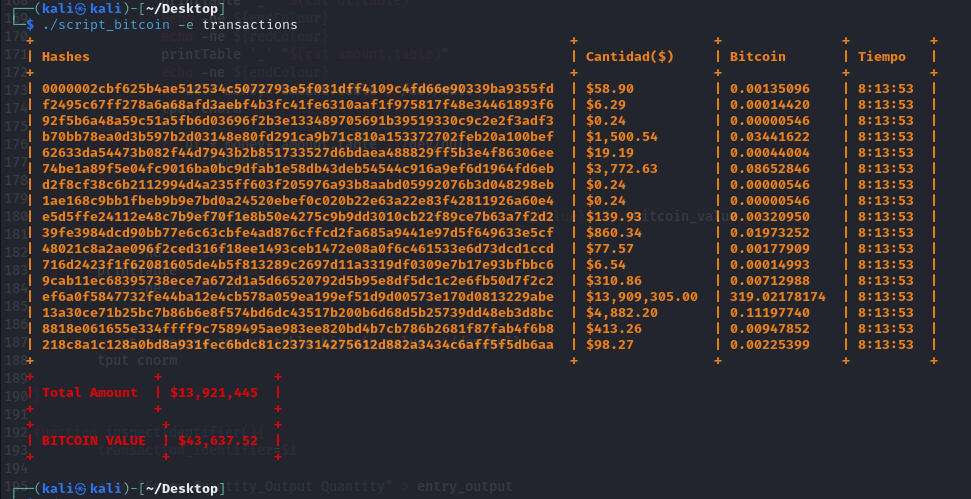 ┌──(kali㉿kali)-[~/Desktop]
└─$ ./script_bitcoin -e transactions
+ + + + +
| Hashes | Cantidad($) | Bitcoin | Tiempo |
+ + + + +
| 0000002cbf625b4ae512534c5072793e5f031dff4109c4fd66e90339ba9355fd | $58.90 | 0.00135096 | 8:13:53 |
| f2495c67ff278a6a68afd3aebf4b3fc41fe6310aaf1f975817f48e34461893f6 | $6.29 | 0.00014420 | 8:13:53 |
| 92f5b6a48a59c51a5fb6d03696f2b3e133489705691b39519330c9c2e2f3adf3 | $0.24 | 0.00000546 | 8:13:53 |
| b70bb78ea0d3b597b2d03148e80fd291ca9b71c810a153372702feb20a100bef | $1,500.54 | 0.03441622 | 8:13:53 |
| 62633da54473b082f44d7943b2b851733527d6bdaea488829ff5b3e4f86306ee | $19.19 | 0.00044004 | 8:13:53 |
| 74be1a89f5e04fc9016ba0bc9dfab1e58db43deb54544c916a9ef6d1964fd6eb | $3,772.63 | 0.08652846 | 8:13:53 |
| d2f8cf38c6b2112994d4a235ff603f205976a93b8aabd05992076b3d048298eb | $0.24 | 0.00000546 | 8:13:53 |
| 1ae168c9bb1fbeb9b9e7bd0a24520ebef0c020b22e63a22e83f42811926a60e4 | $0.24 | 0.00000546 | 8:13:53 |
| e5d5ffe24112e48c7b9ef70f1e8b50e4275c9b9dd3010cb22f89ce7b63a7f2d2 | $139.93 | 0.00320950 | 8:13:53 |
| 39fe3984dcd90bb77e6c63cbfe4ad876cffcd2fa685a9441e97d5f649633e5cf | $860.34 | 0.01973252 | 8:13:53 |
| 48021c8a2ae096f2ced316f18ee1493ceb1472e08a0f6c461533e6d73dcd1ccd | $77.57 | 0.00177909 | 8:13:53 |
| 716d2423f1f62081605de4b5f813289c2697d11a3319df0309e7b17e93bfbbc6 | $6.54 | 0.00014993 | 8:13:53 |
| 9cab11ec68395738ece7a672d1a5d66520792d5b95e8df5dc1c2e6fb50d7f2c2 | $310.86 | 0.00712988 | 8:13:53 |
| ef6a0f5847732fe44ba12e4cb578a059ea199ef51d9d00573e170d0813229abe | $13,909,305.00 | 319.02178174 | 8:13:53 |
| 13a30ce71b25bc7b86b6e8f574bd6dc43517b200b6d68d5b25739dd48eb3d8bc | $4,882.20 | 0.11197740 | 8:13:53 |
| 8818e061655e334ffff9c7589495ae983ee820bd4b7cb786b2681f87fab4f6b8 | $413.26 | 0.00947852 | 8:13:53 |
| 218c8a1c128a0bd8a931fec6bdc81c237314275612d882a3434c6aff5f5db6aa | $98.27 | 0.00225399 | 8:13:53 |
+ + + + +
tput cnorm
+ + +
| Total Amount | $13,921,445 |
+ + +
+ + +
| BITCOIN VALUE | $43,637.52 |
+ + +
┌──(kali㉿kali)-[~/Desktop]